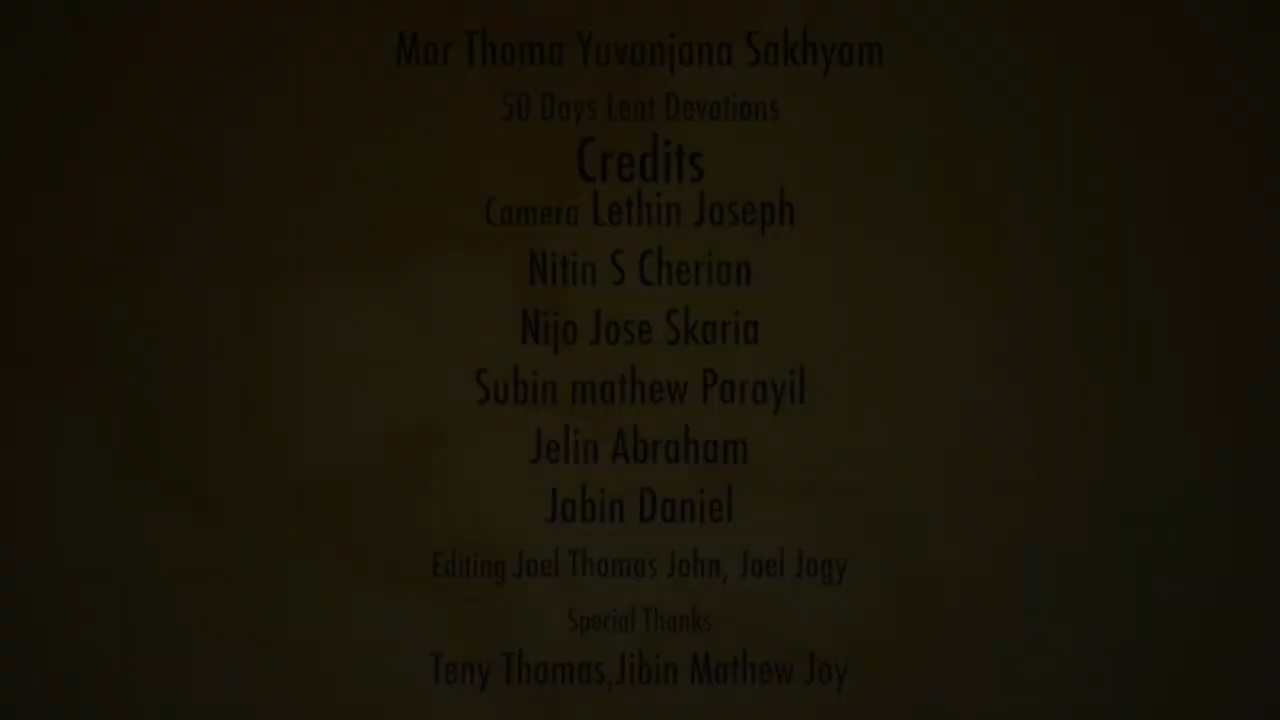 Mar Thoma Yuvanjana Sakhyam
50 Days Lent Devotions
Credits
Camera Lethin Joseph
Nitin S Cherian
Nijo Jose Skaria
Subin mathew Parayil
Jelin Abraham
Jabin Daniel
Editing Joel Thomas John, Joel Jogy
Special Thanks
Teny Thomas,Jibin Mathew Joy